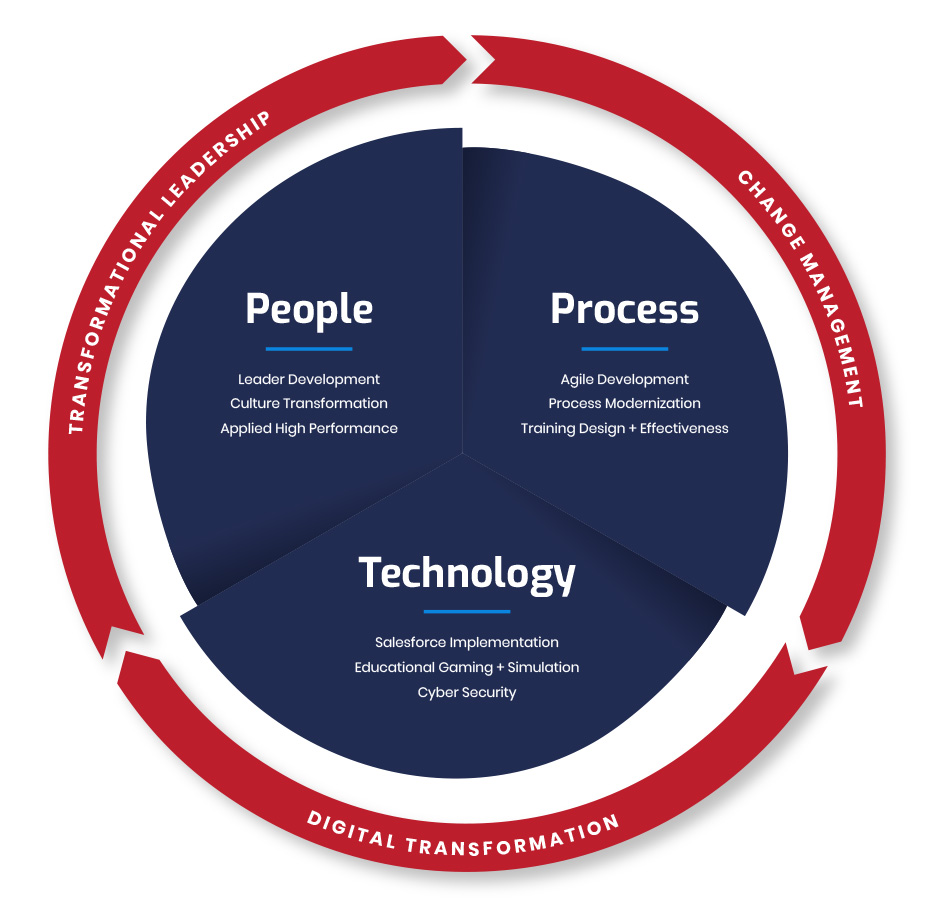 TRANSFORMATIONAL LEADERSHIP
CHANGE MANAGEMENT
People
Leader Development
Culture Transformation
Applied High Performance
Process
Agile Development
Process Modernization
Training Design + Effectiveness
Technology
Salesforce Implementation
Educational Gaming + Simulation
Cyber Security
DIGITAL TRANSFORMATION